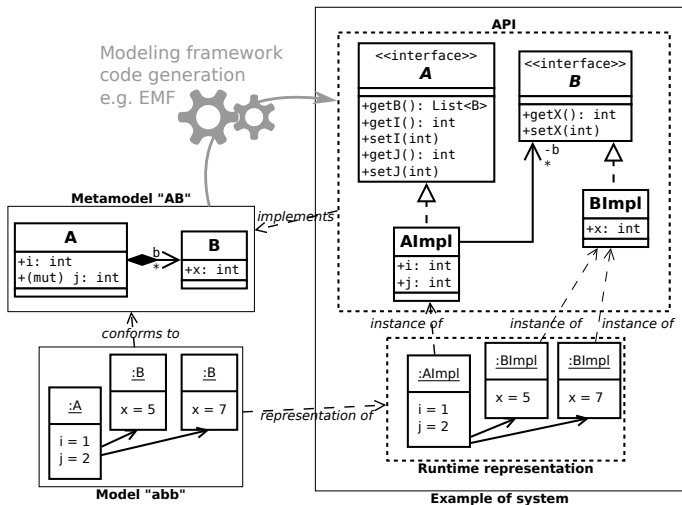 Modeling framework
code generation
e.g. EMF
API
<<interface>>
A
+getB(): List<B>
+getI(): int
+setI(int)
+getJ(): int
+setJ(int)
<<interface>>
B
+getX(): int
+setX(int)
-b
*
AImpl
+i: int
+j: int
BImpl
+x: int
implements
Metamodel "AB"
A
+i: int
+(mut) j: int
b
*
B
+x: int
conforms to
instance of
instance of
instance of
:A
i = 1
j = 2
:B
x = 5
:B
x = 7
Model "abb"
representation of
:AImpl
i = 1
j = 2
:BImpl
x = 5
:BImpl
x = 7
Runtime representation
Example of system